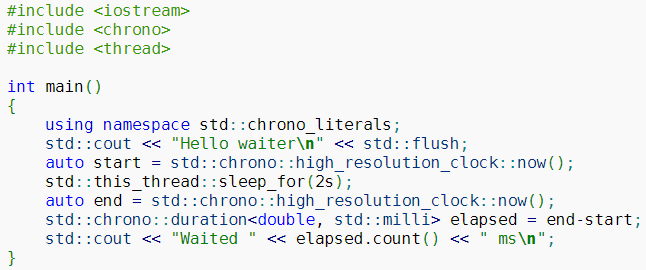 #include <iostream>
#include <chrono>
#include <thread>

int main()
{
    using namespace std::chrono_literals;
    std::cout << "Hello waiter\n" << std::flush;
    auto start = std::chrono::high_resolution_clock::now();
    std::this_thread::sleep_for(2s);
    auto end = std::chrono::high_resolution_clock::now();
    std::chrono::duration<double, std::milli> elapsed = end-start;
    std::cout << "Waited " << elapsed.count() << " ms\n";
}